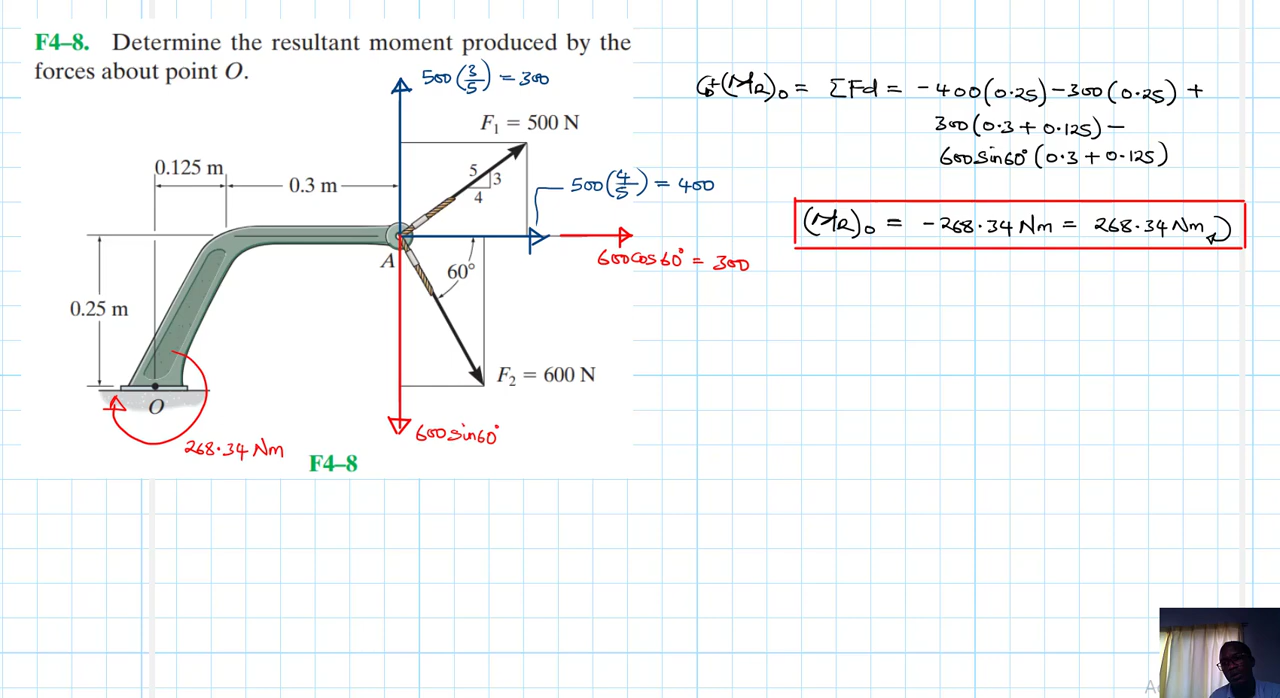 F4–8. Determine the resultant moment produced by the
forces about point O.
500(3/5) = 300
F₁ = 500 N
0.125 m
0.3 m
5
3
4
500(4/5) = 400
A
60°
600cos60° = 300
0.25 m
F₂ = 600 N
O
600sin60°
268.34 Nm
F4–8
↺+(MR)o = ΣFd = -400(0.25) -300(0.25) +
300(0.3 + 0.125) -
600sin60°(0.3 + 0.125)
(MR)o = -268.34 Nm = 268.34 Nm ↻